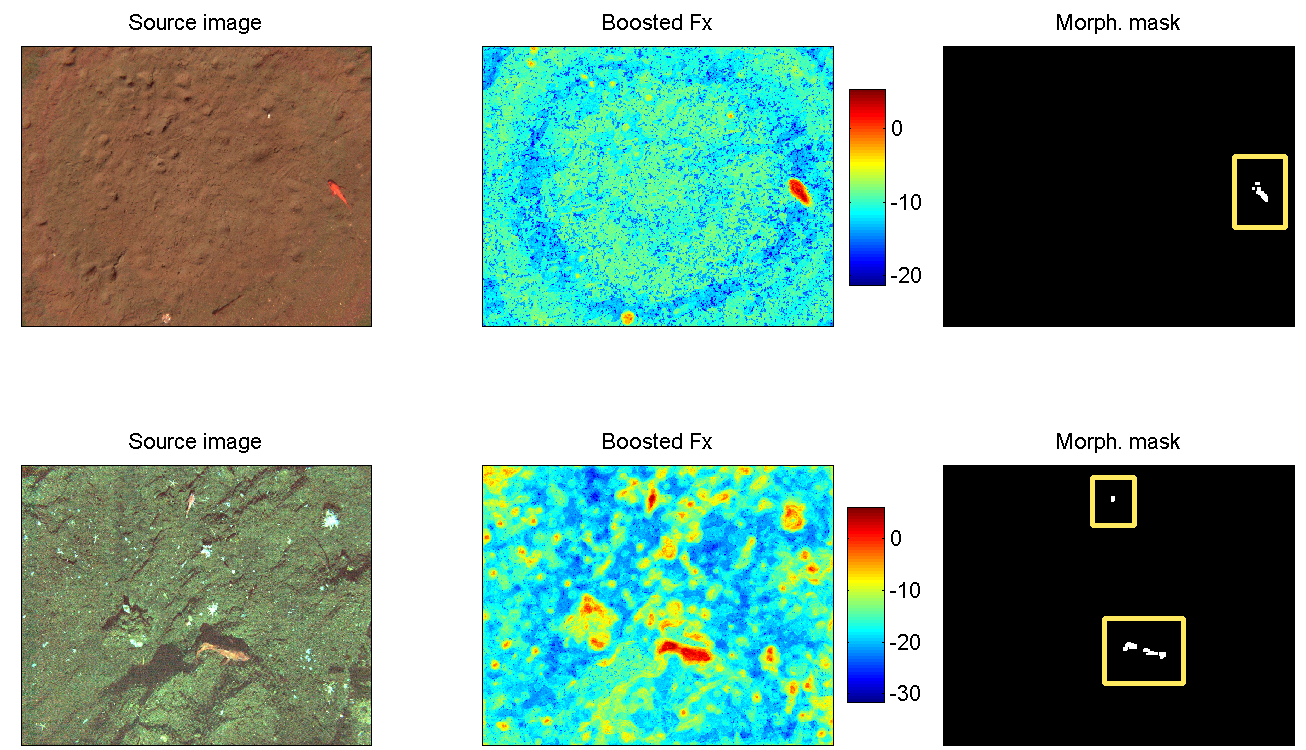 Source image
Boosted Fx
Morph. mask
0
-10
-20
Source image
Boosted Fx
Morph. mask
0
-10
-20
-30